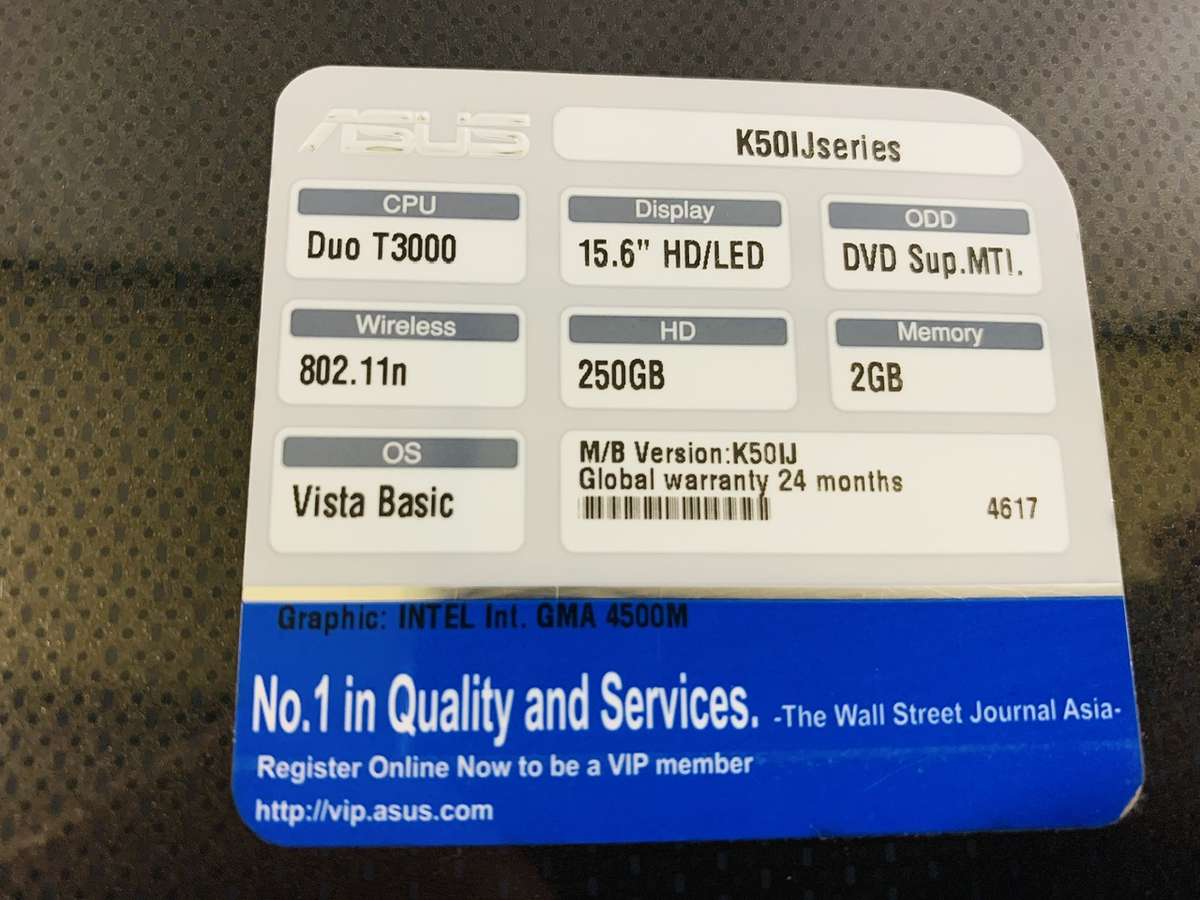 ASUS
K50IJseries
CPU
Duo T3000
Display
15.6" HD/LED
ODD
DVD Sup.MTI.
Wireless
802.11n
HD
250GB
Memory
2GB
OS
Vista Basic
M/B Version:K50IJ
Global warranty 24 months
4617
Graphic: INTEL Int. GMA 4500M
No.1 in Quality and Services. -The Wall Street Journal Asia-
Register Online Now to be a VIP member
http://vip.asus.com